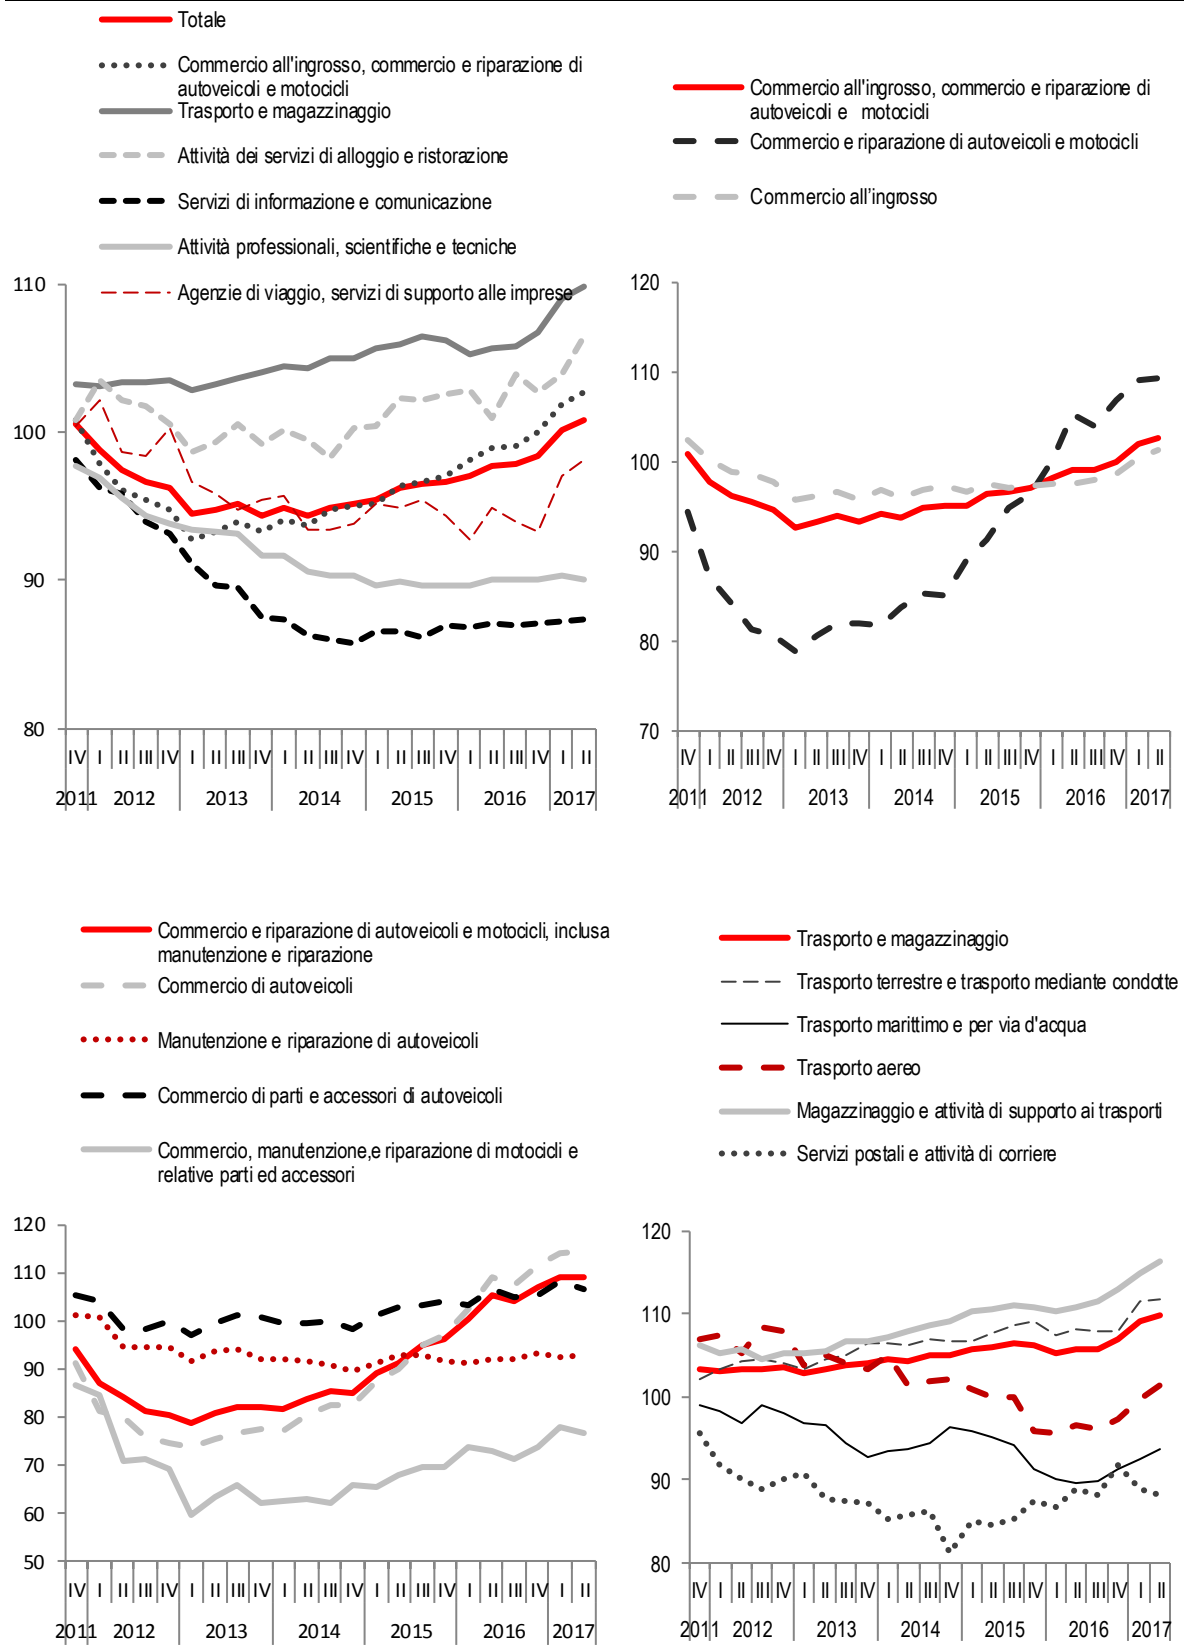 Totale
Commercio all'ingrosso, commercio e riparazione di
autoveicoli e motocicli
Trasporto e magazzinaggio
Attività dei servizi di alloggio e ristorazione
Servizi di informazione e comunicazione
Attività professionali, scientifiche e tecniche
Agenzie di viaggio, servizi di supporto alle imprese
110
100
90
80
IV I II III IV I II III IV I II III IV I II III IV I II III IV I II
2011 2012 2013 2014 2015 2016 2017
Commercio all'ingrosso, commercio e riparazione di
autoveicoli e motocicli
Commercio e riparazione di autoveicoli e motocicli
Commercio all'ingrosso
120
110
100
90
80
70
IV I II III IV I II III IV I II III IV I II III IV I II III IV I II
2011 2012 2013 2014 2015 2016 2017
Commercio e riparazione di autoveicoli e motocicli, inclusa
manutenzione e riparazione
Commercio di autoveicoli
Manutenzione e riparazione di autoveicoli
Commercio di parti e accessori di autoveicoli
Commercio, manutenzione,e riparazione di motocicli e
relative parti ed accessori
120
110
100
90
80
70
60
50
IV I II III IV I II III IV I II III IV I II III IV I II III IV I II
2011 2012 2013 2014 2015 2016 2017
Trasporto e magazzinaggio
Trasporto terrestre e trasporto mediante condotte
Trasporto marittimo e per via d'acqua
Trasporto aereo
Magazzinaggio e attività di supporto ai trasporti
Servizi postali e attività di corriere
120
110
100
90
80
IV I II III IV I II III IV I II III IV I II III IV I II III IV I II
2011 2012 2013 2014 2015 2016 2017